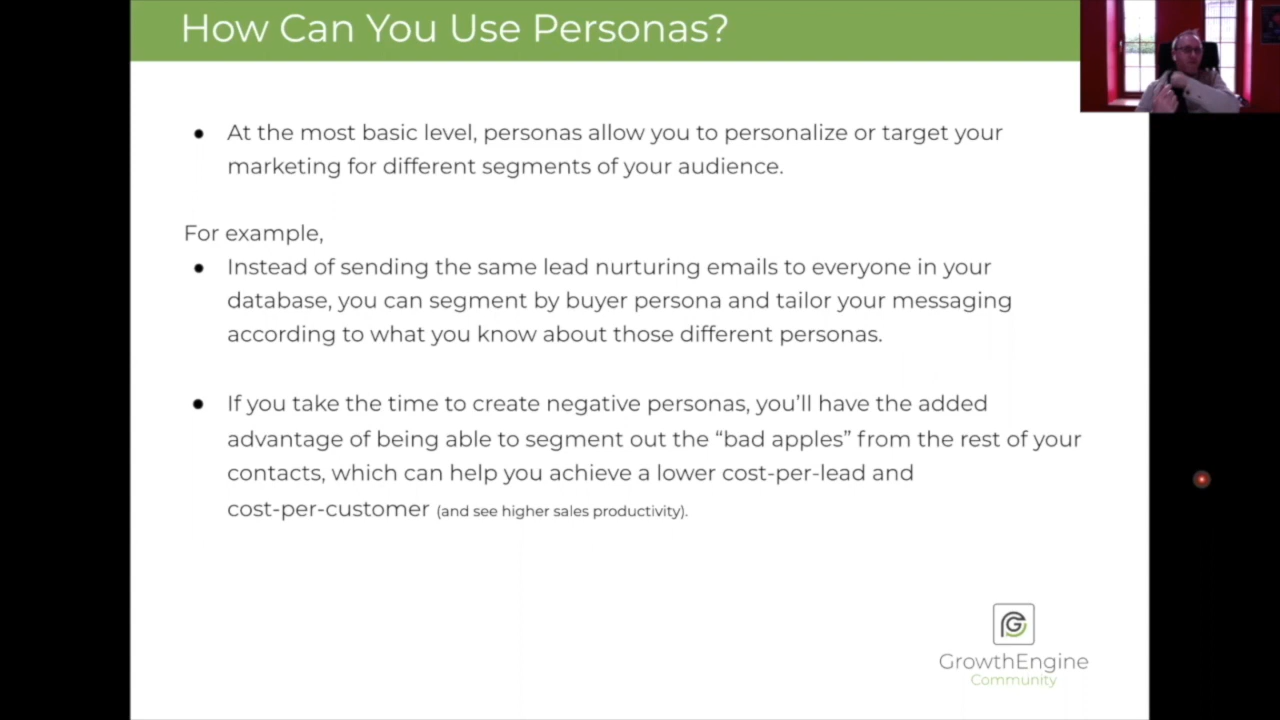 How Can You Use Personas?
● At the most basic level, personas allow you to personalize or target your
marketing for different segments of your audience.
For example,
● Instead of sending the same lead nurturing emails to everyone in your
database, you can segment by buyer persona and tailor your messaging
according to what you know about those different personas.
● If you take the time to create negative personas, you’ll have the added
advantage of being able to segment out the “bad apples” from the rest of your
contacts, which can help you achieve a lower cost-per-lead and
cost-per-customer (and see higher sales productivity).
GrowthEngine
Community